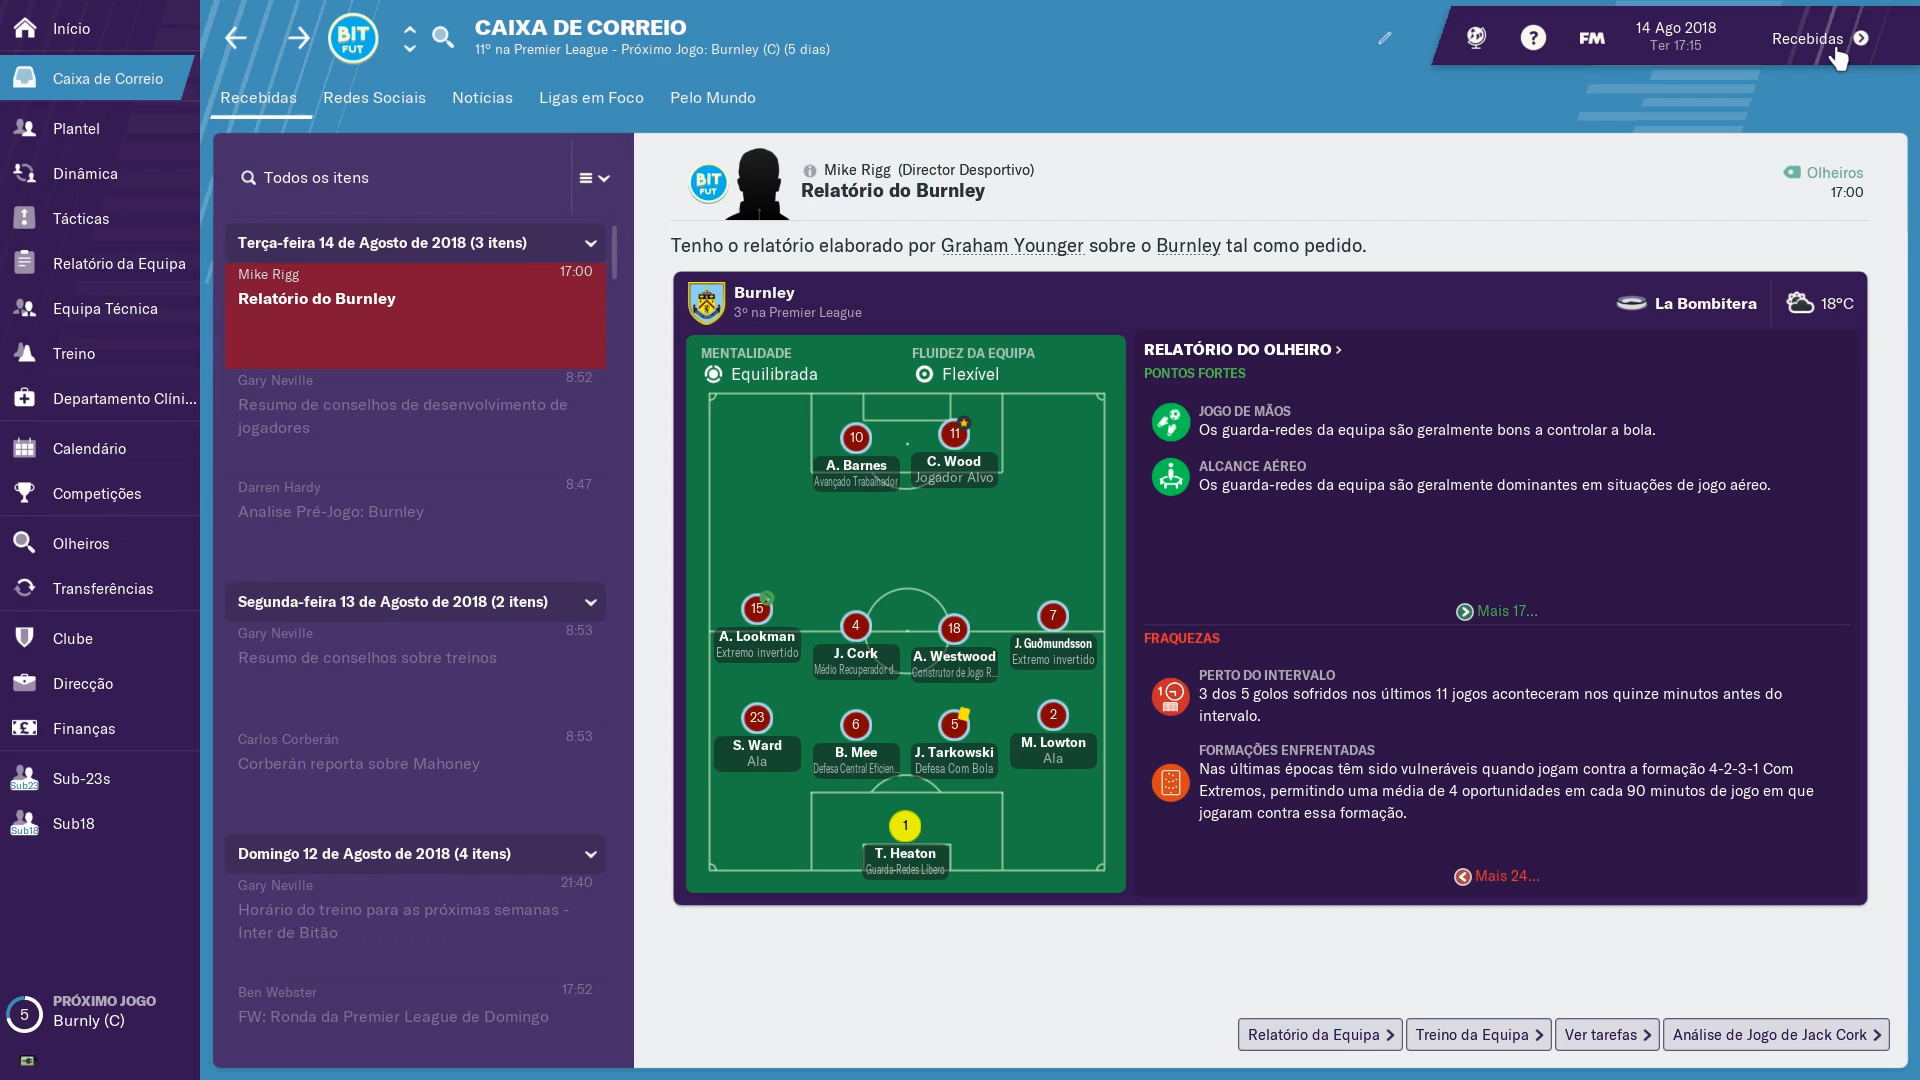 Início
Caixa de Correio
Plantel
Dinâmica
Tácticas
Relatório da Equipa
Equipa Técnica
Treino
Departamento Clíni...
Calendário
Competições
Olheiros
Transferências
Clube
Direcção
Finanças
Sub23
Sub-23s
Sub18
Sub18
5
PRÓXIMO JOGO
Burnly (C)
BIT
FUT
CAIXA DE CORREIO
11º na Premier League - Próximo Jogo: Burnley (C) (5 dias)
?
FM
14 Ago 2018
Ter 17:15
Recebidas
Recebidas
Redes Sociais
Notícias
Ligas em Foco
Pelo Mundo
Todos os itens
Terça-feira 14 de Agosto de 2018 (3 itens)
Mike Rigg
17:00
Relatório do Burnley
Gary Neville
8:52
Resumo de conselhos de desenvolvimento de
jogadores
Darren Hardy
8:47
Analise Pré-Jogo: Burnley
Segunda-feira 13 de Agosto de 2018 (2 itens)
Gary Neville
8:53
Resumo de conselhos sobre treinos
Carlos Corberán
8:53
Corberán reporta sobre Mahoney
Domingo 12 de Agosto de 2018 (4 itens)
Gary Neville
21:40
Horário do treino para as próximas semanas -
Inter de Bitão
Ben Webster
17:52
FW: Ronda da Premier League de Domingo
BIT
FUT
Mike Rigg (Director Desportivo)
Relatório do Burnley
Olheiros
17:00
Tenho o relatório elaborado por Graham Younger sobre o Burnley tal como pedido.
Burnley
3º na Premier League
La Bombitera
18°C
MENTALIDADE
Equilibrada
FLUIDEZ DA EQUIPA
Flexível
10
A. Barnes
Avançado Trabalhador
11
C. Wood
Jogador Alvo
15
A. Lookman
Extremo invertido
4
J. Cork
Médio Recuperador d...
18
A. Westwood
Construtor de Jogo R...
7
J. Guðmundsson
Extremo invertido
23
S. Ward
Ala
6
B. Mee
Defesa Central Eficien...
5
J. Tarkowski
Defesa Com Bola
2
M. Lowton
Ala
1
T. Heaton
Guarda-Redes Líbero
RELATÓRIO DO OLHEIRO
PONTOS FORTES
JOGO DE MÃOS
Os guarda-redes da equipa são geralmente bons a controlar a bola.
ALCANCE AÉREO
Os guarda-redes da equipa são geralmente dominantes em situações de jogo aéreo.
Mais 17...
FRAQUEZAS
PERTO DO INTERVALO
3 dos 5 golos sofridos nos últimos 11 jogos aconteceram nos quinze minutos antes do
intervalo.
FORMAÇÕES ENFRENTADAS
Nas últimas épocas têm sido vulneráveis quando jogam contra a formação 4-2-3-1 Com
Extremos, permitindo uma média de 4 oportunidades em cada 90 minutos de jogo em que
jogaram contra essa formação.
Mais 24...
Relatório da Equipa
Treino da Equipa
Ver tarefas
Análise de Jogo de Jack Cork